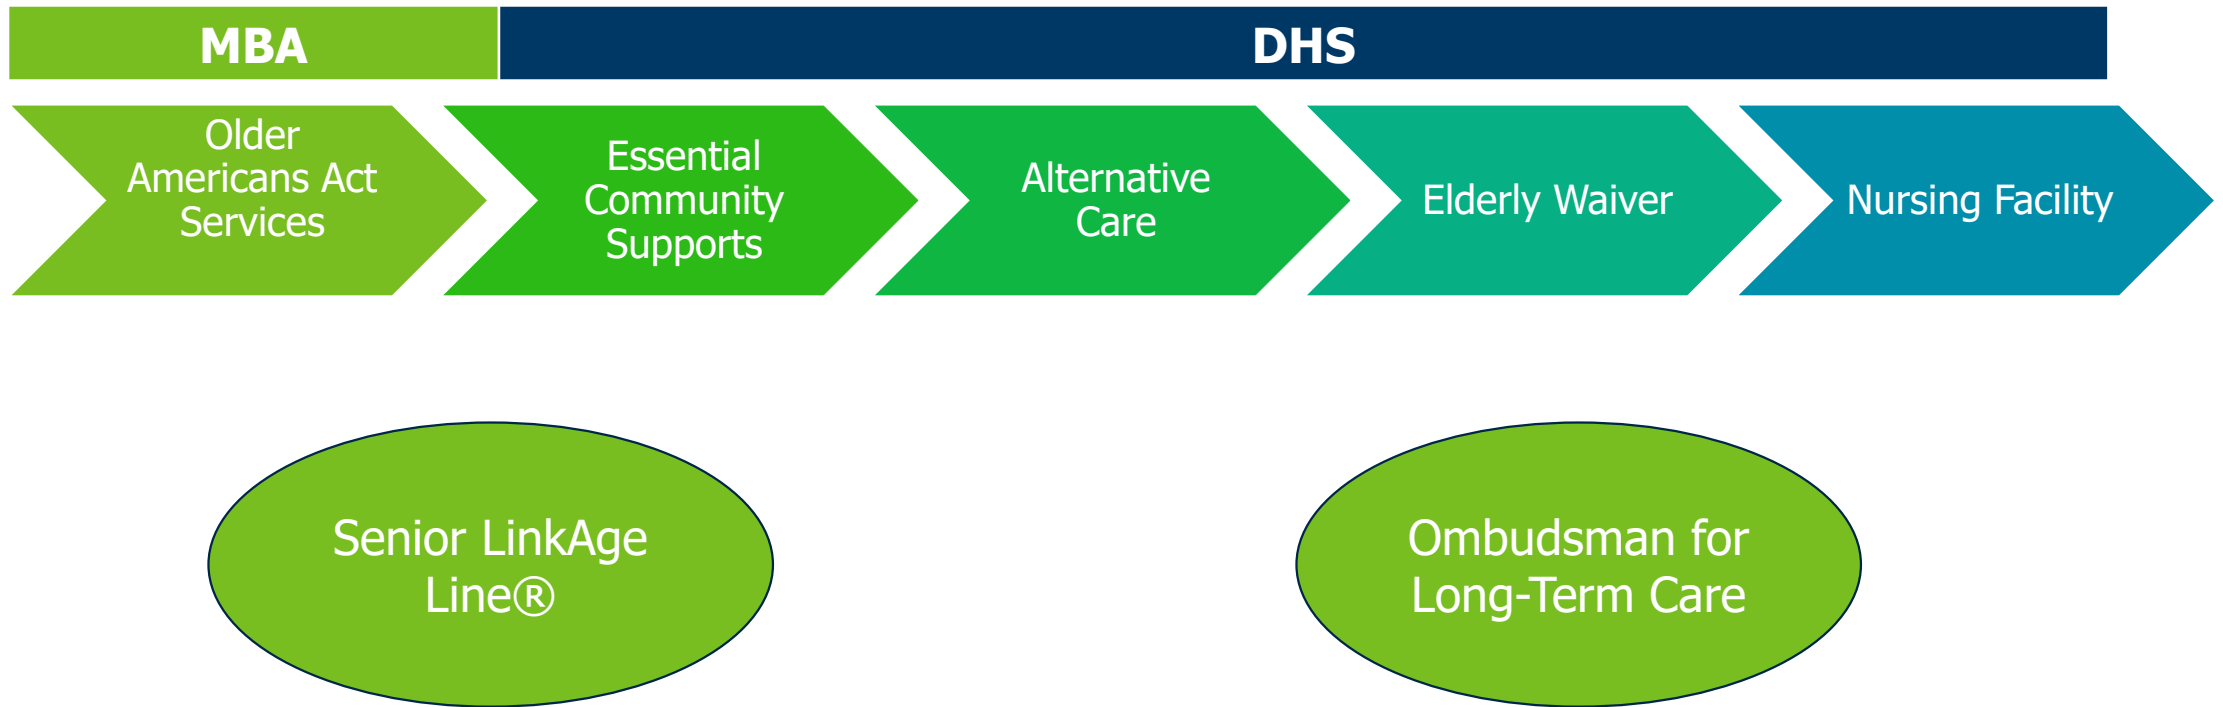 MBA
DHS
Older
Americans Act
Services
Essential
Community
Supports
Alternative
Care
Elderly Waiver
Nursing Facility
Senior LinkAge
Line®
Ombudsman for
Long-Term Care